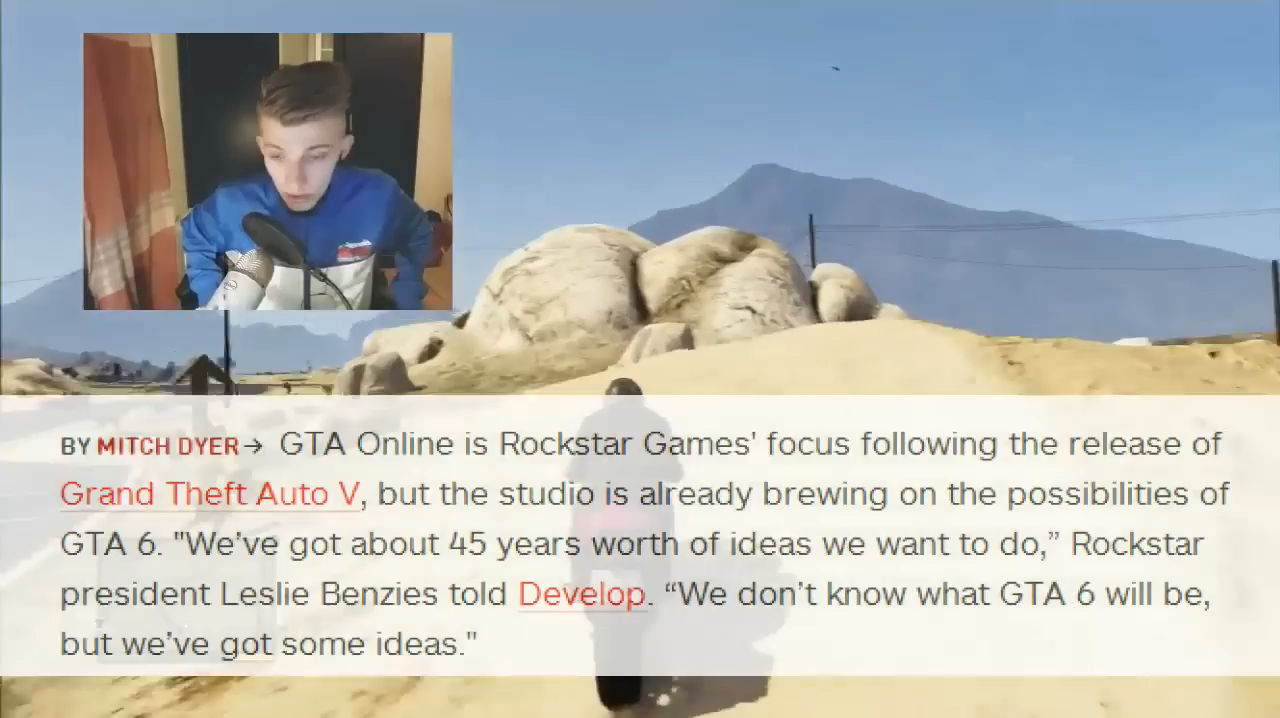 BY MITCH DYER→ GTA Online is Rockstar Games' focus following the release of
Grand Theft Auto V, but the studio is already brewing on the possibilities of
GTA 6. "We've got about 45 years worth of ideas we want to do,” Rockstar
president Leslie Benzies told Develop. “We don't know what GTA 6 will be,
but we've got some ideas."